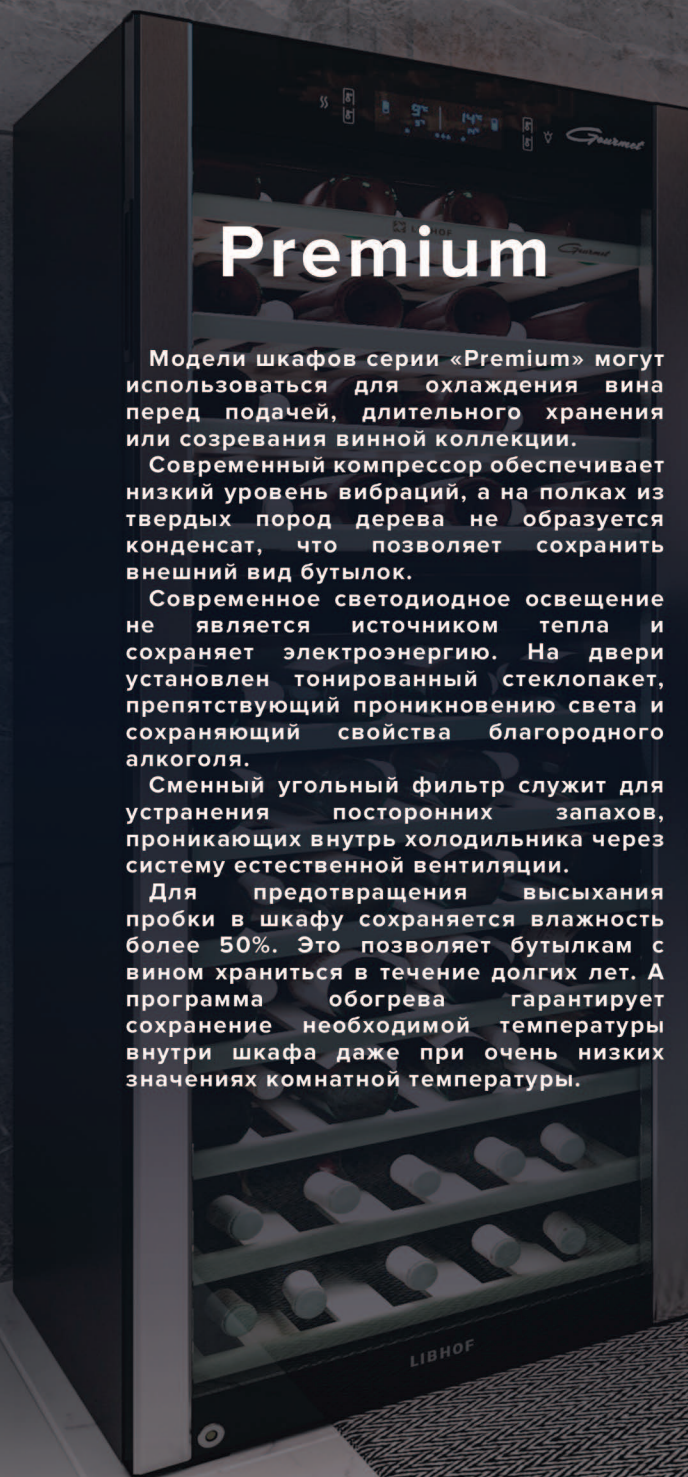 9°c 14°c
Gourmet
LIBHOF
Gourmet
Premium
Модели шкафов серии «Premium» могут
использоваться для охлаждения вина
перед подачей, длительного хранения
или созревания винной коллекции.
Современный компрессор обеспечивает
низкий уровень вибраций, а на полках из
твердых пород дерева не образуется
конденсат, что позволяет сохранить
внешний вид бутылок.
Современное светодиодное освещение
не является источником тепла и
сохраняет электроэнергию. На двери
установлен тонированный стеклопакет,
препятствующий проникновению света и
сохраняющий свойства благородного
алкоголя.
Сменный угольный фильтр служит для
устранения посторонних запахов,
проникающих внутрь холодильника через
систему естественной вентиляции.
Для предотвращения высыхания
пробки в шкафу сохраняется влажность
более 50%. Это позволяет бутылкам с
вином храниться в течение долгих лет. А
программа обогрева гарантирует
сохранение необходимой температуры
внутри шкафа даже при очень низких
значениях комнатной температуры.
LIBHOF